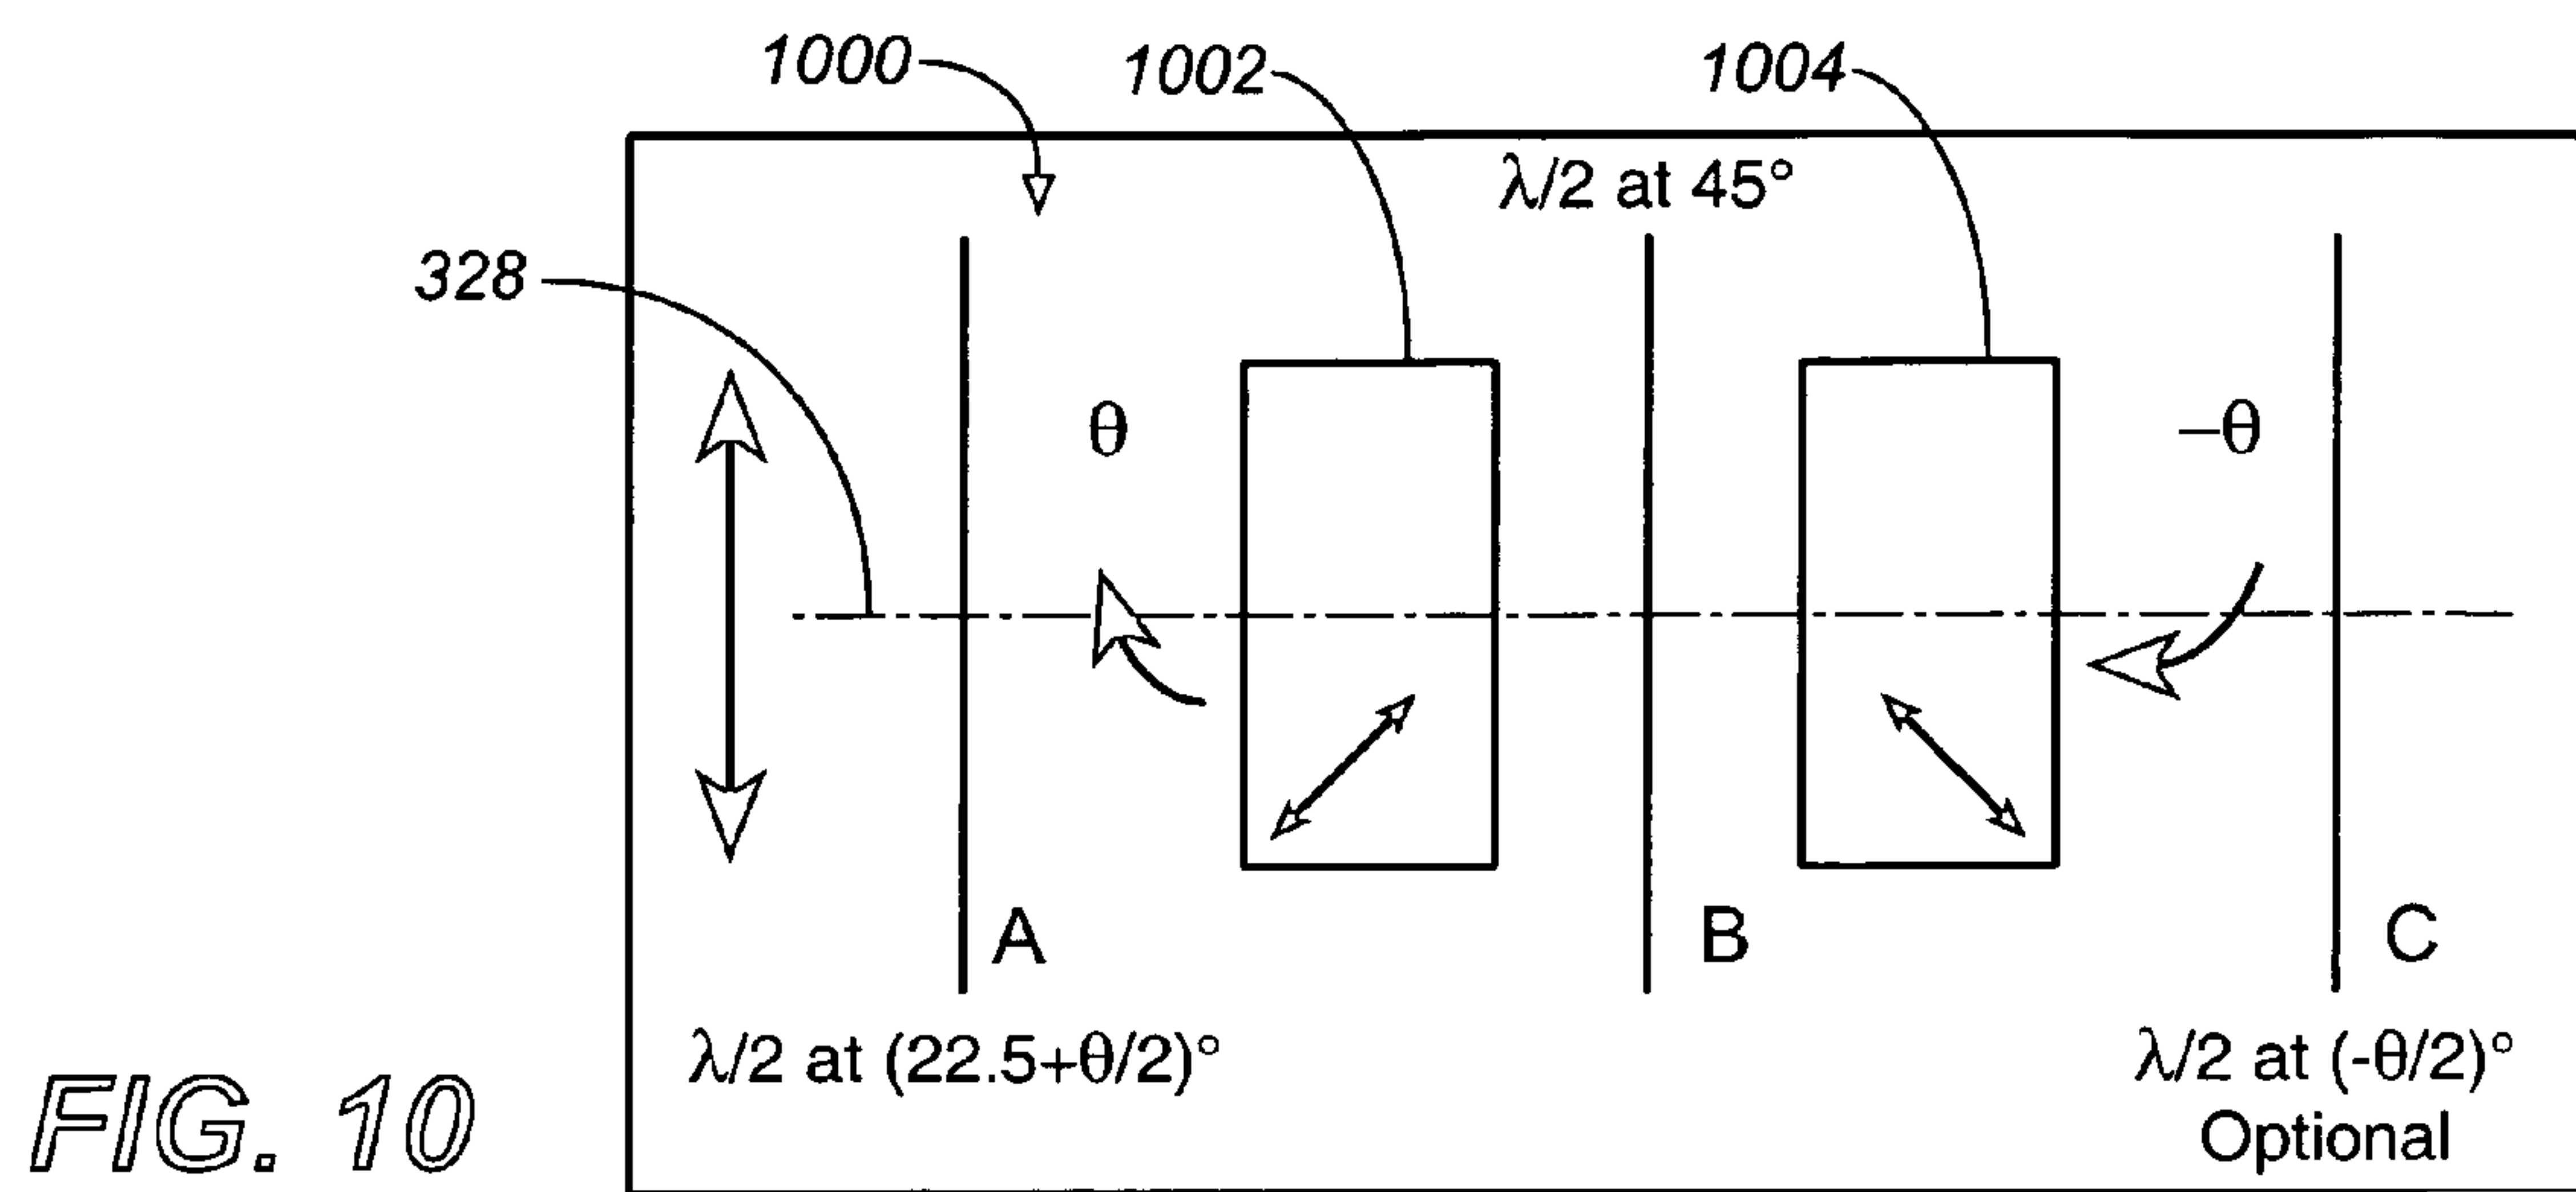 1000
1002
1004
λ/2 at 45°
328
θ
–θ
A
B
C
λ/2 at (22.5+θ/2)°
λ/2 at (-θ/2)°
Optional
FIG. 10